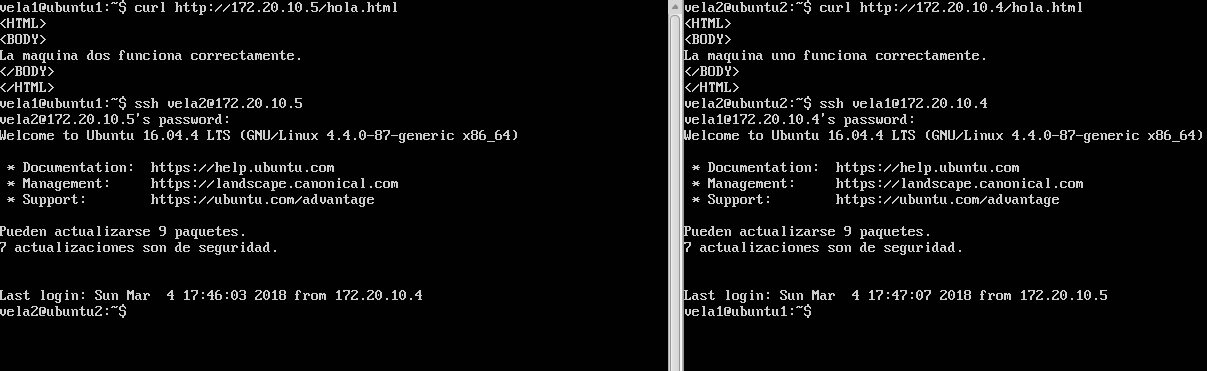 vela1@ubuntu1:~$ curl http://172.20.10.5/hola.html
<HTML>
<BODY>
La maquina dos funciona correctamente.
</BODY>
</HTML>
vela1@ubuntu1:~$ ssh vela2@172.20.10.5
vela2@172.20.10.5's password:
Welcome to Ubuntu 16.04.4 LTS (GNU/Linux 4.4.0-87-generic x86_64)
* Documentation:  https://help.ubuntu.com
* Management:     https://landscape.canonical.com
* Support:        https://ubuntu.com/advantage
Pueden actualizarse 9 paquetes.
7 actualizaciones son de seguridad.
Last login: Sun Mar  4 17:46:03 2018 from 172.20.10.4
vela2@ubuntu2:~$
vela2@ubuntu2:~$ curl http://172.20.10.4/hola.html
<HTML>
<BODY>
La maquina uno funciona correctamente.
</BODY>
</HTML>
vela2@ubuntu2:~$ ssh vela1@172.20.10.4
vela1@172.20.10.4's password:
Welcome to Ubuntu 16.04.4 LTS (GNU/Linux 4.4.0-87-generic x86_64)
* Documentation:  https://help.ubuntu.com
* Management:     https://landscape.canonical.com
* Support:        https://ubuntu.com/advantage
Pueden actualizarse 9 paquetes.
7 actualizaciones son de seguridad.
Last login: Sun Mar  4 17:47:07 2018 from 172.20.10.5
vela1@ubuntu1:~$